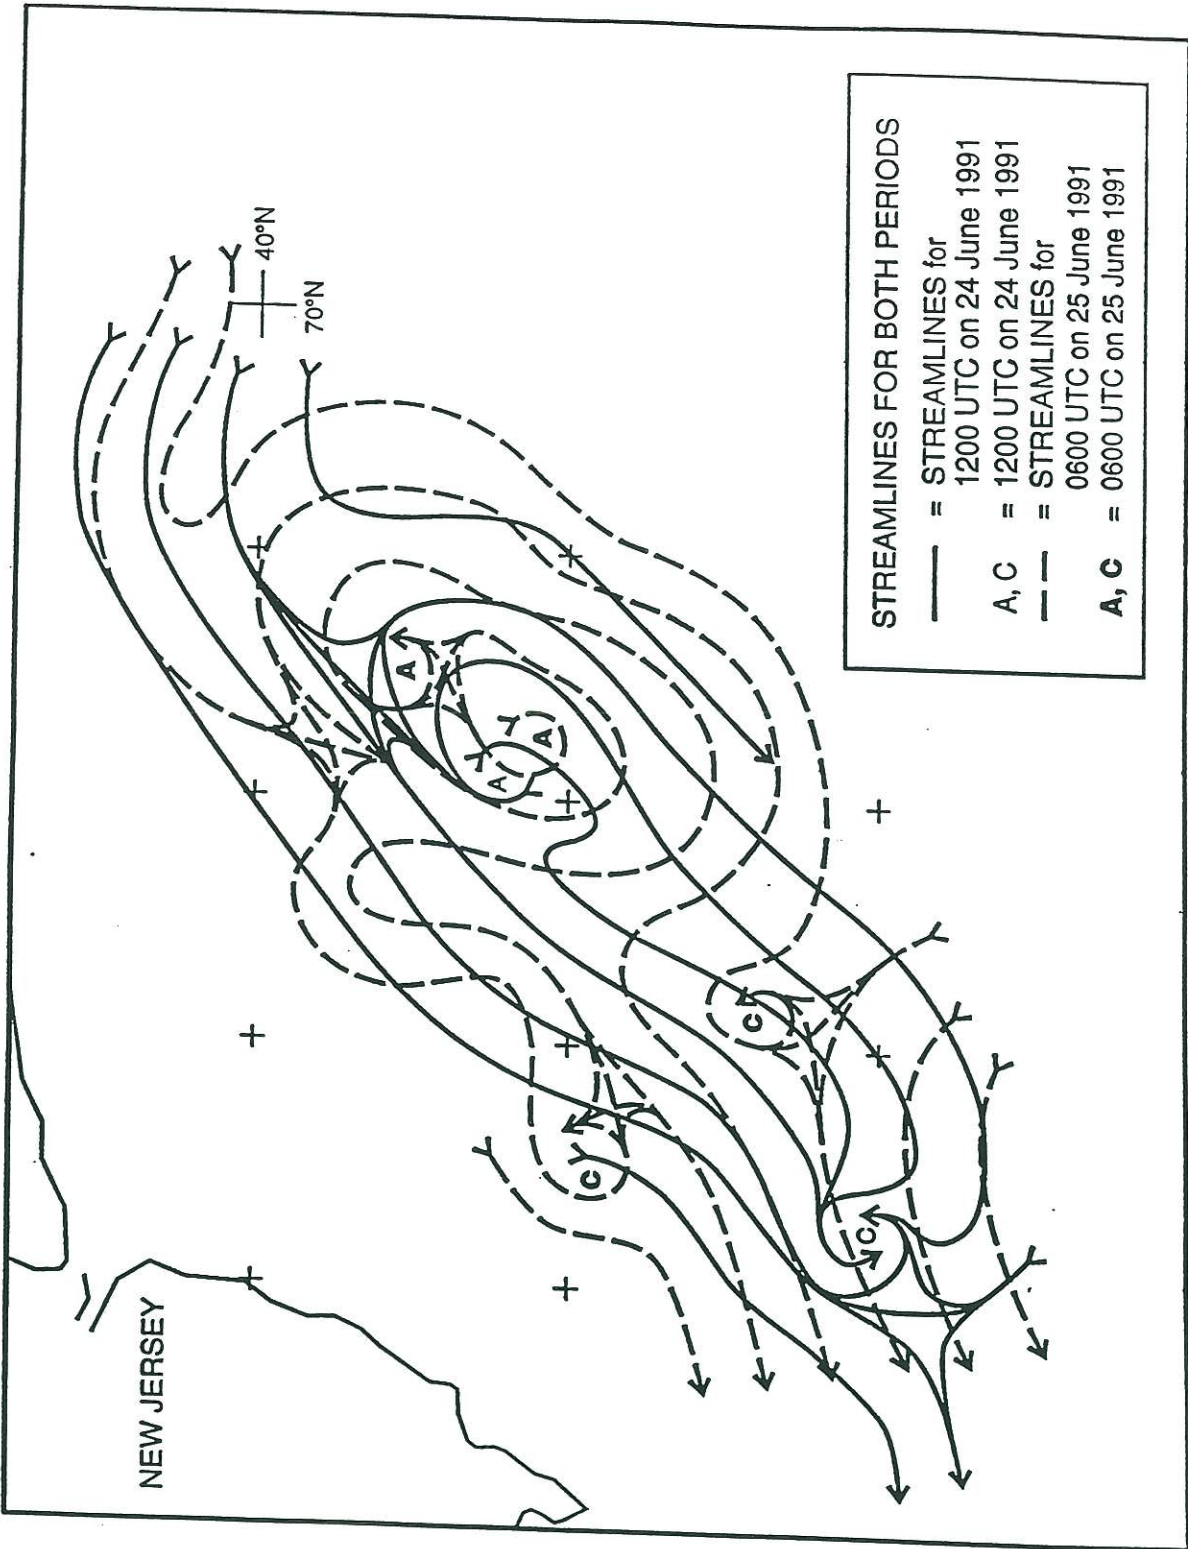 NEW JERSEY
40°N
70°N
A
A
A
C
C
C
STREAMLINES FOR BOTH PERIODS
= STREAMLINES for
1200 UTC on 24 June 1991
A, C = 1200 UTC on 24 June 1991
= STREAMLINES for
0600 UTC on 25 June 1991
A, C = 0600 UTC on 25 June 1991